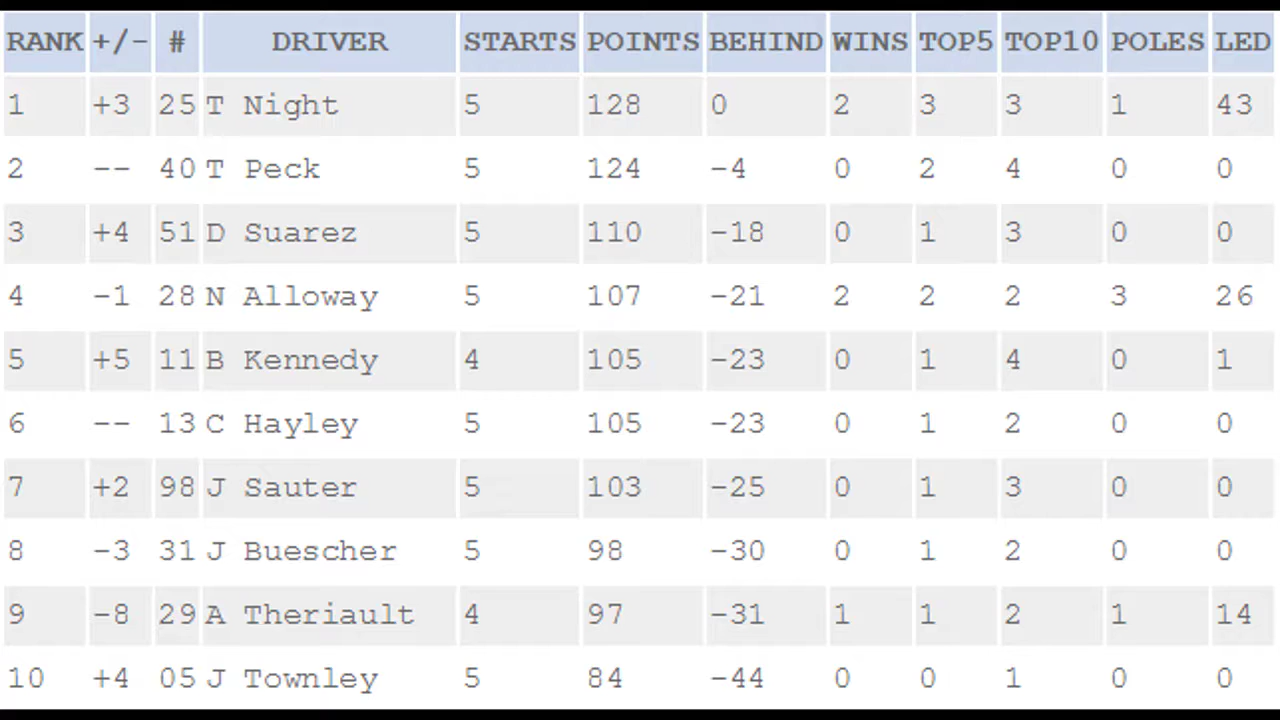 RANK +/- # DRIVER STARTS POINTS BEHIND WINS TOP5 TOP10 POLES LED
1 +3 25 T Night 5 128 0 2 3 3 1 43
2 -- 40 T Peck 5 124 -4 0 2 4 0 0
3 +4 51 D Suarez 5 110 -18 0 1 3 0 0
4 -1 28 N Alloway 5 107 -21 2 2 2 3 26
5 +5 11 B Kennedy 4 105 -23 0 1 4 0 1
6 -- 13 C Hayley 5 105 -23 0 1 2 0 0
7 +2 98 J Sauter 5 103 -25 0 1 3 0 0
8 -3 31 J Buescher 5 98 -30 0 1 2 0 0
9 -8 29 A Theriault 4 97 -31 1 1 2 1 14
10 +4 05 J Townley 5 84 -44 0 0 1 0 0